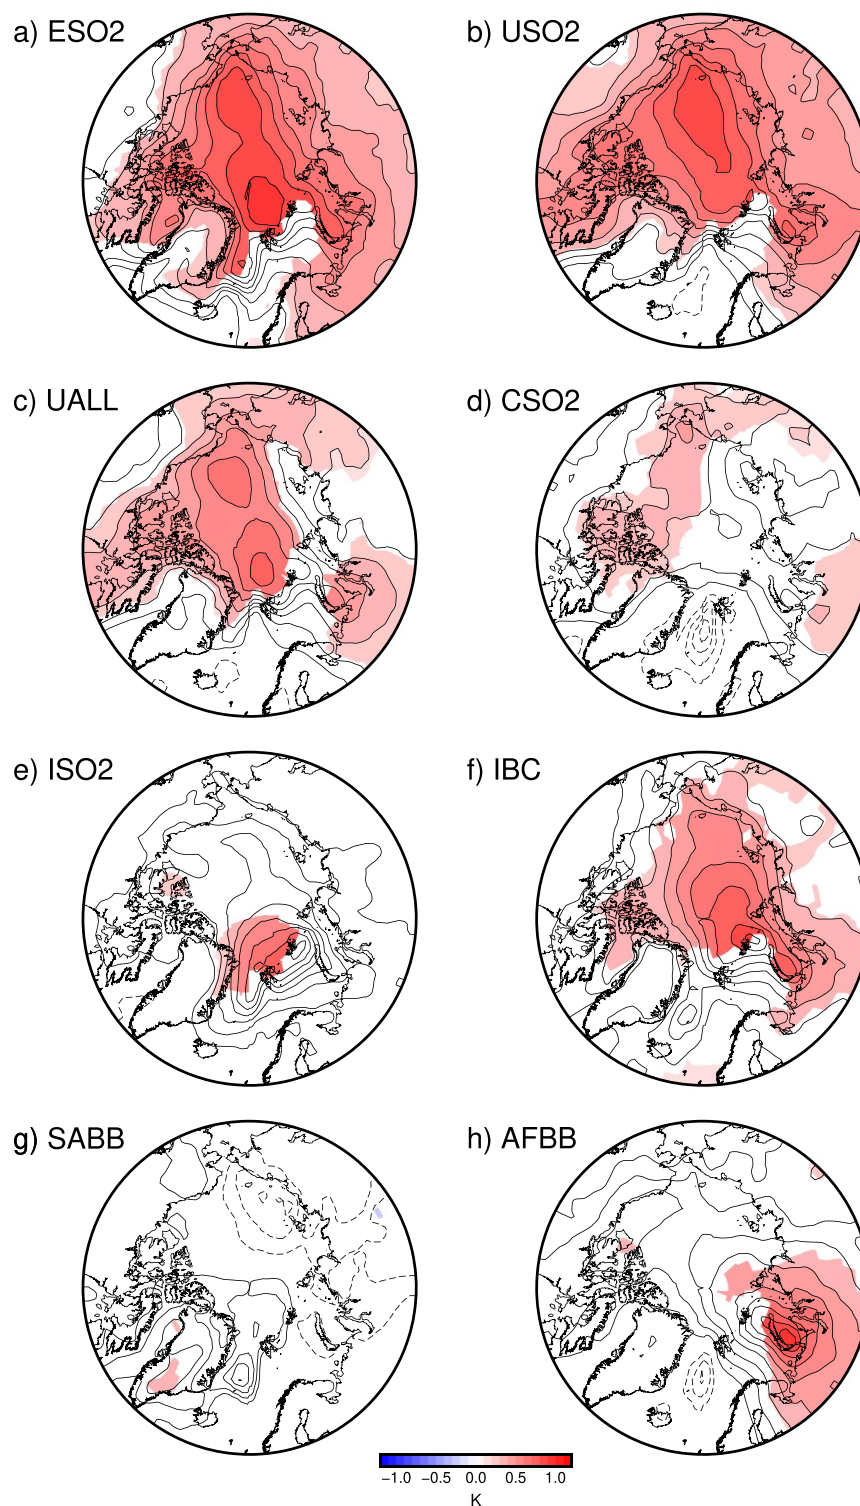 a) ESO2
b) USO2
c) UALL
d) CSO2
e) ISO2
f) IBC
g) SABB
h) AFBB
−1.0 −0.5 0.0 0.5 1.0
K